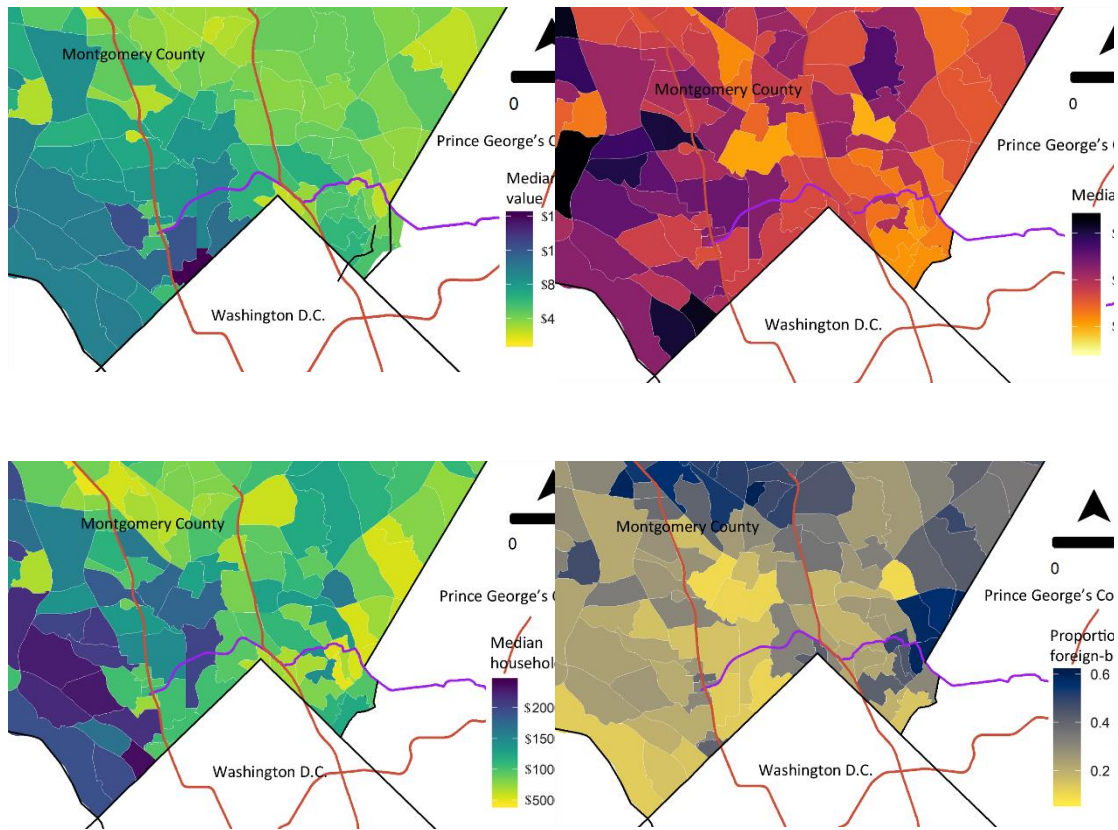 Montgomery County
0
Prince George's C
Media
value
$1
$1
$8
$4
Washington D.C.
Montgomery County
0
Prince George's C
Media
$
$
$
$
Washington D.C.
Montgomery County
0
Prince George's C
Median
househol
$200
$150
$100
$500
Washington D.C.
Montgomery County
0
Prince George's Co
Proportio
foreign-b
0.6
0.4
0.2
Washington D.C.